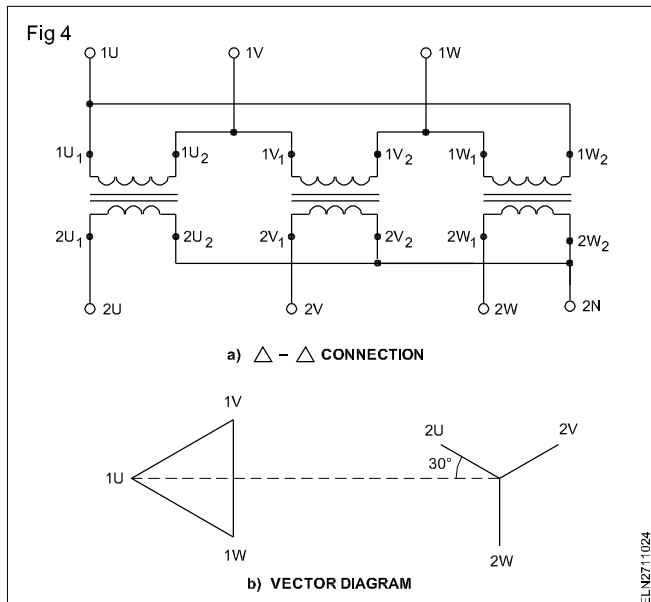 Fig 4
1U 1V 1W
1U1 1U2 1V1 1V2 1W1 1W2
2U1 2U2 2V1 2V2 2W1 2W2
2U 2V 2W 2N
a) △ – △ CONNECTION
1V
2U 2V
30°
1U
1W
2W
b) VECTOR DIAGRAM
ELN2711024